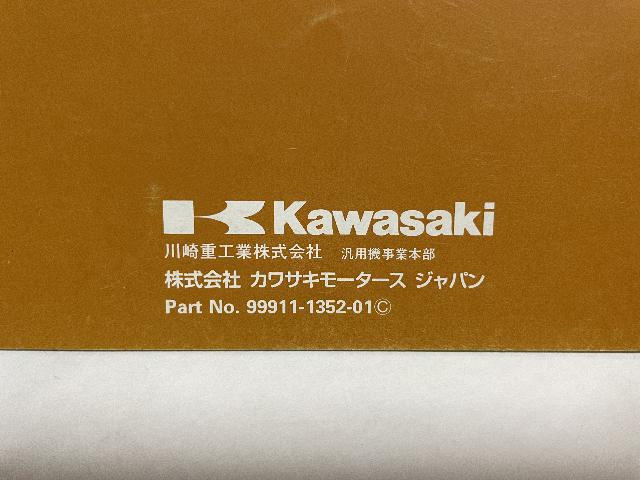 Kawasaki
川崎重工業株式会社 汎用機事業本部
株式会社 カワサキモータース ジャパン
Part No. 99911-1352-01©